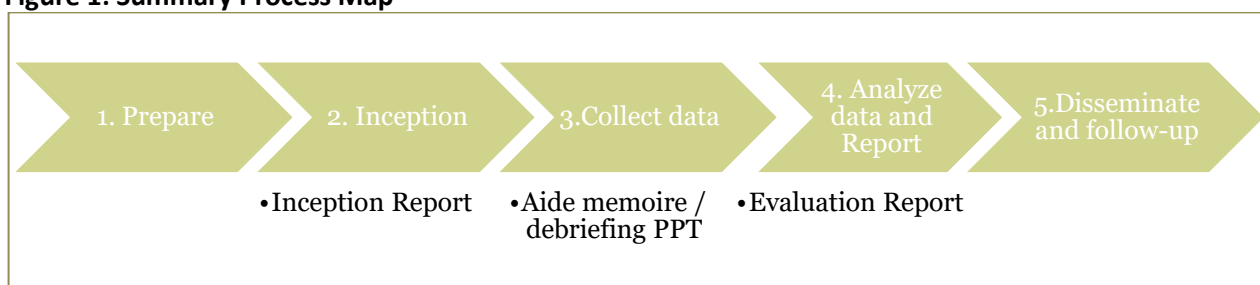 Figure 1: Summary Process Map
1. Prepare
2. Inception
3.Collect data
4. Analyze
data and
Report
5.Disseminate
and follow-up
•Inception Report
•Aide memoire /
debriefing PPT
•Evaluation Report